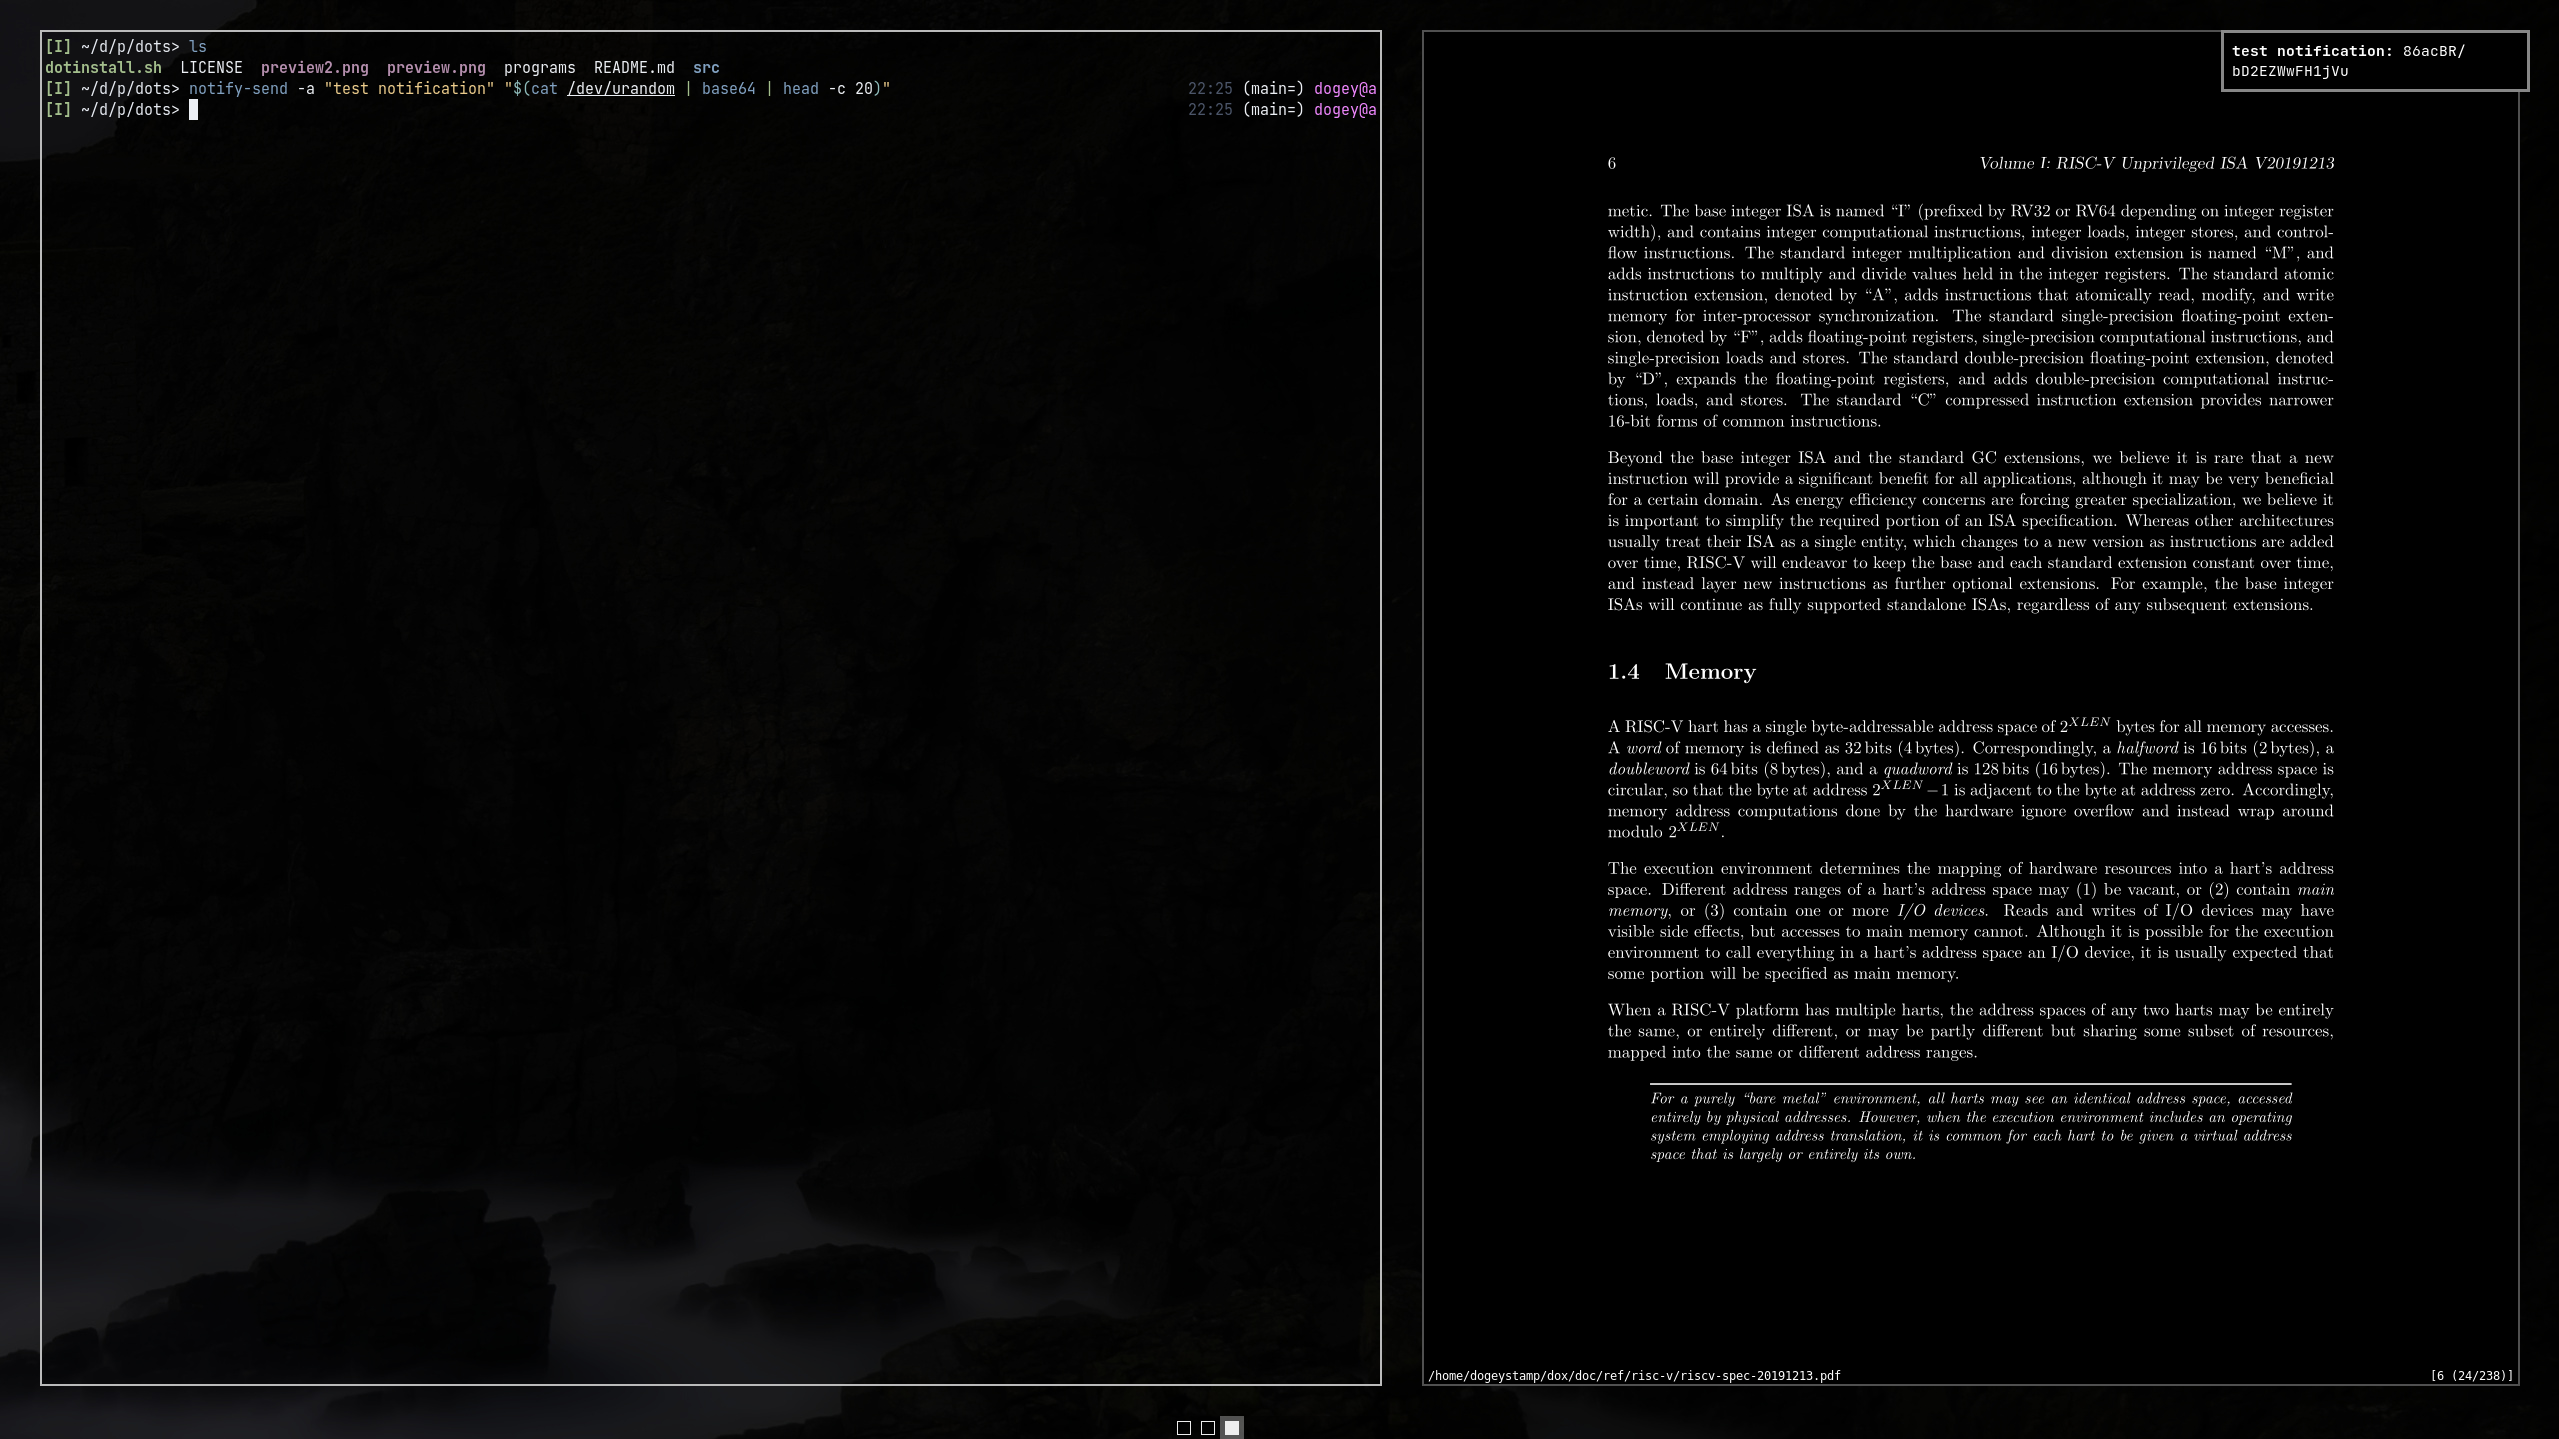 [I] ~/d/p/dots> ls
dotinstall.sh  LICENSE  preview2.png  preview.png  programs  README.md  src
[I] ~/d/p/dots> notify-send -a "test notification" "$(cat /dev/urandom | base64 | head -c 20)" 22:25 (main=) dogey@a
[I] ~/d/p/dots> 22:25 (main=) dogey@a
test notification: 86acBR/
bD2EZWwFH1jVu
6 Volume I: RISC-V Unprivileged ISA V20191213
metic. The base integer ISA is named “I” (prefixed by RV32 or RV64 depending on integer register
width), and contains integer computational instructions, integer loads, integer stores, and control-
flow instructions. The standard integer multiplication and division extension is named “M”, and
adds instructions to multiply and divide values held in the integer registers. The standard atomic
instruction extension, denoted by “A”, adds instructions that atomically read, modify, and write
memory for inter-processor synchronization. The standard single-precision floating-point exten-
sion, denoted by “F”, adds floating-point registers, single-precision computational instructions, and
single-precision loads and stores. The standard double-precision floating-point extension, denoted
by “D”, expands the floating-point registers, and adds double-precision computational instruc-
tions, loads, and stores. The standard “C” compressed instruction extension provides narrower
16-bit forms of common instructions.
Beyond the base integer ISA and the standard GC extensions, we believe it is rare that a new
instruction will provide a significant benefit for all applications, although it may be very beneficial
for a certain domain. As energy efficiency concerns are forcing greater specialization, we believe it
is important to simplify the required portion of an ISA specification. Whereas other architectures
usually treat their ISA as a single entity, which changes to a new version as instructions are added
over time, RISC-V will endeavor to keep the base and each standard extension constant over time,
and instead layer new instructions as further optional extensions. For example, the base integer
ISAs will continue as fully supported standalone ISAs, regardless of any subsequent extensions.
1.4 Memory
A RISC-V hart has a single byte-addressable address space of 2^XLEN bytes for all memory accesses.
A word of memory is defined as 32 bits (4 bytes). Correspondingly, a halfword is 16 bits (2 bytes), a
doubleword is 64 bits (8 bytes), and a quadword is 128 bits (16 bytes). The memory address space is
circular, so that the byte at address 2^XLEN − 1 is adjacent to the byte at address zero. Accordingly,
memory address computations done by the hardware ignore overflow and instead wrap around
modulo 2^XLEN.
The execution environment determines the mapping of hardware resources into a hart’s address
space. Different address ranges of a hart’s address space may (1) be vacant, or (2) contain main
memory, or (3) contain one or more I/O devices. Reads and writes of I/O devices may have
visible side effects, but accesses to main memory cannot. Although it is possible for the execution
environment to call everything in a hart’s address space an I/O device, it is usually expected that
some portion will be specified as main memory.
When a RISC-V platform has multiple harts, the address spaces of any two harts may be entirely
the same, or entirely different, or may be partly different but sharing some subset of resources,
mapped into the same or different address ranges.
For a purely “bare metal” environment, all harts may see an identical address space, accessed
entirely by physical addresses. However, when the execution environment includes an operating
system employing address translation, it is common for each hart to be given a virtual address
space that is largely or entirely its own.
/home/dogeystamp/dox/doc/ref/risc-v/riscv-spec-20191213.pdf [6 (24/238)]